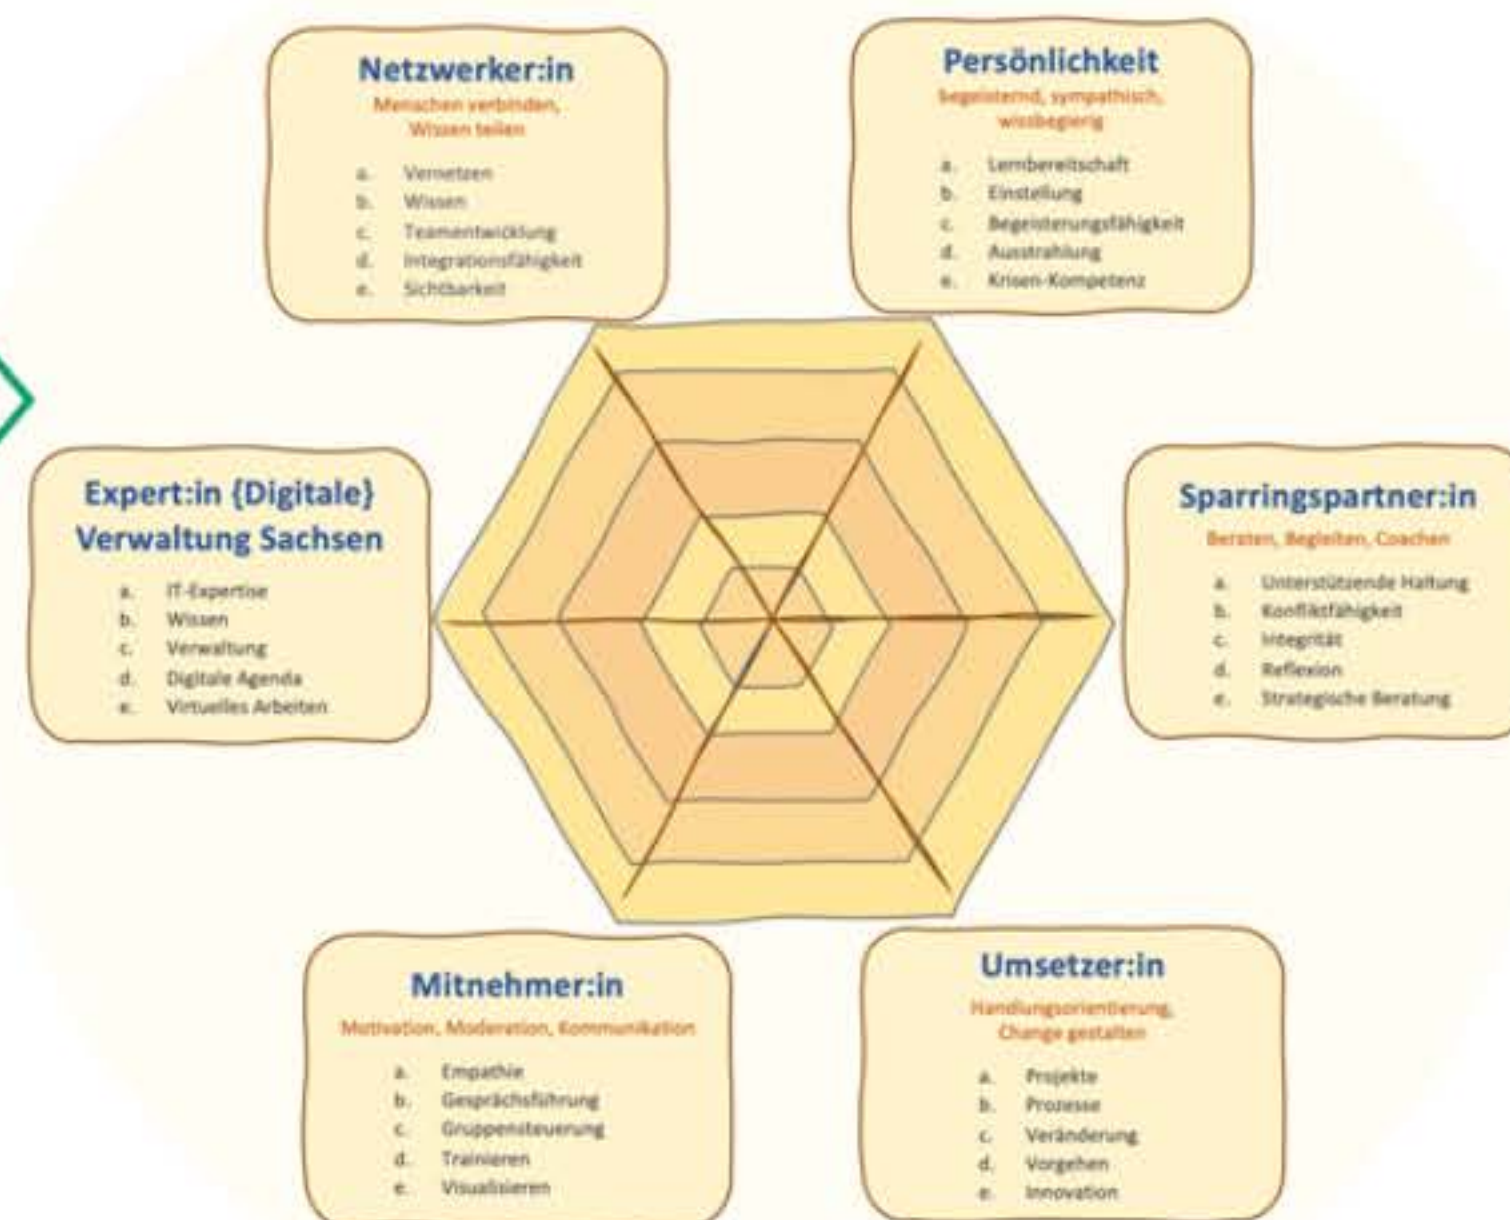 Netzwerker:in
Menschen verbinden,
Wissen teilen
a. Vernetzen
b. Wissen
c. Teamentwicklung
d. Integrationsfähigkeit
e. Sichtbarkeit
Persönlichkeit
begeisternd, sympathisch,
wissbegierig
a. Lernbereitschaft
b. Einstellung
c. Begeisterungsfähigkeit
d. Ausstrahlung
e. Krisen-Kompetenz
Expert:in {Digitale}
Verwaltung Sachsen
a. IT-Expertise
b. Wissen
c. Verwaltung
d. Digitale Agenda
e. Virtuelles Arbeiten
Sparringspartner:in
Beraten, Begleiten, Coachen
a. Unterstützende Haltung
b. Konfliktfähigkeit
c. Integrität
d. Reflexion
e. Strategische Beratung
Mitnehmer:in
Motivation, Moderation, Kommunikation
a. Empathie
b. Gesprächsführung
c. Gruppensteuerung
d. Trainieren
e. Visualisieren
Umsetzer:in
Handlungsorientierung,
Change gestalten
a. Projekte
b. Prozesse
c. Veränderung
d. Vorgehen
e. Innovation